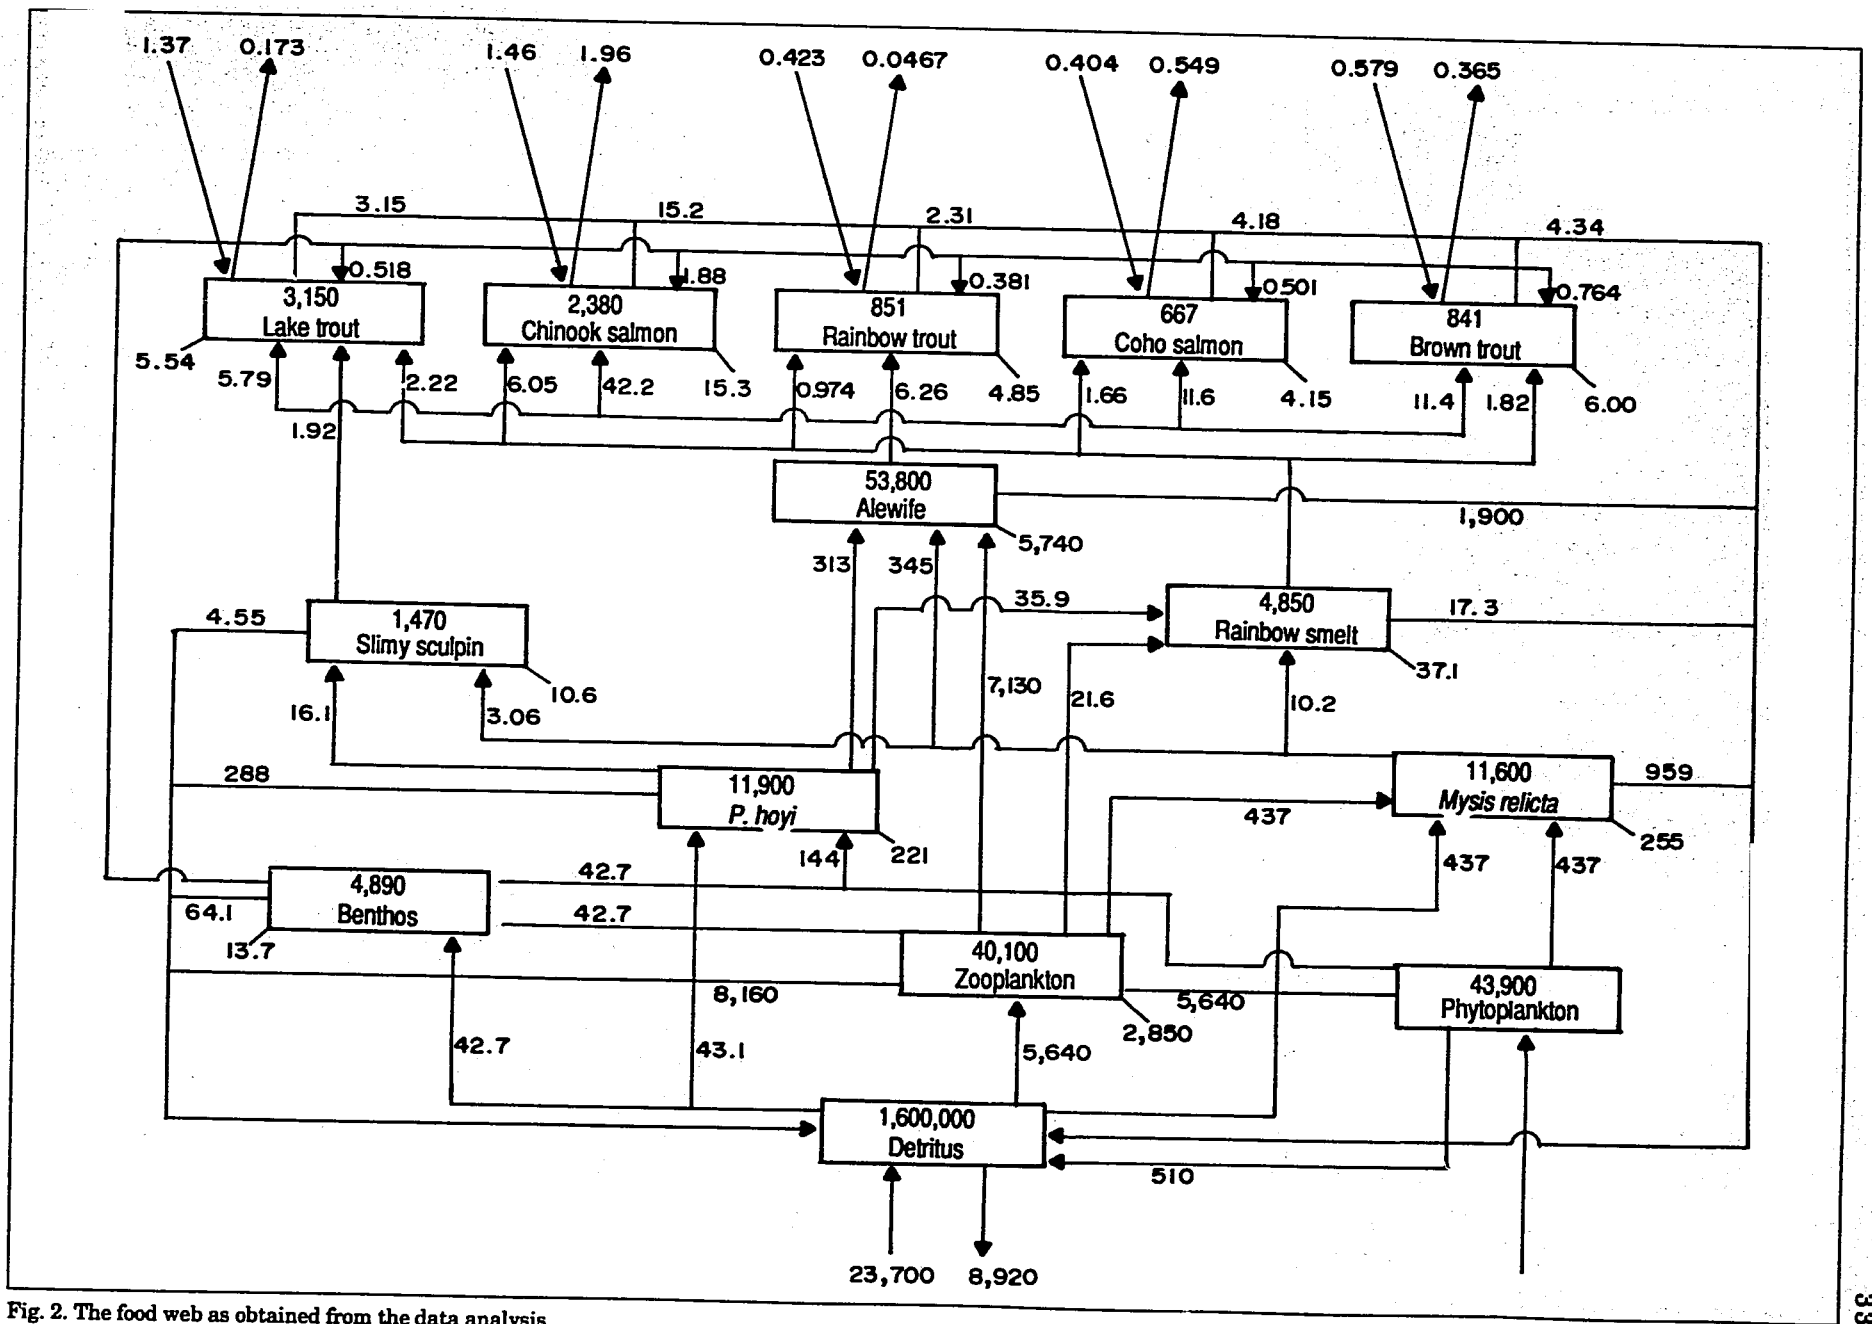 1.37 0.173 1.46 1.96 0.423 0.0467 0.404 0.549 0.579 0.365
3.15 15.2 2.31 4.18 4.34
0.518 1.88 0.381 0.501 0.764
3,150
Lake trout
2,380
Chinook salmon
851
Rainbow trout
667
Coho salmon
841
Brown trout
5.54 5.79 2.22 6.05 42.2 15.3 0.974 6.26 4.85 1.66 11.6 4.15 11.4 1.82 6.00
1.92
53,800
Alewife
1,900
5,740
313 345
35.9
4,850
Rainbow smelt
17.3
37.1
4.55
1,470
Slimy sculpin
10.6
16.1 3.06
7,130 21.6 10.2
288
11,900
P. hoyi
221
144
11,600
Mysis relicta
959
255
437
437 437
4,890
Benthos
42.7
42.7
64.1
13.7
40,100
Zooplankton
8,160
2,850
5,640
43,900
Phytoplankton
42.7 43.1 5,640
1,600,000
Detritus
510
23,700 8,920
Fig. 2. The food web as obtained from the data analysis
33